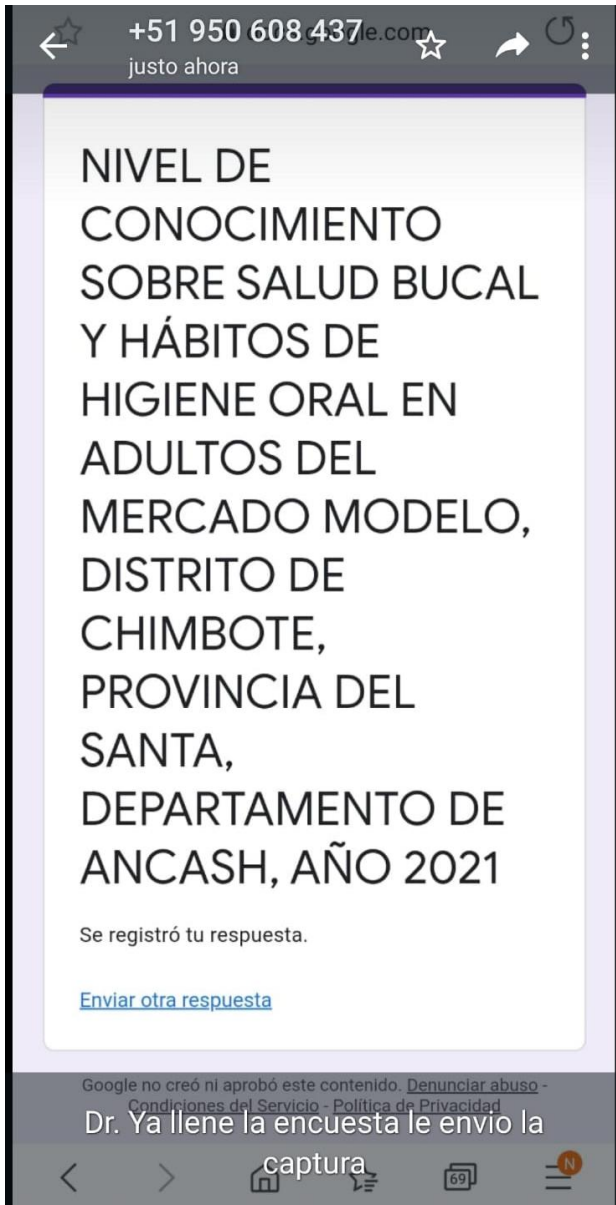 +51 950 608 437
justo ahora
NIVEL DE
CONOCIMIENTO
SOBRE SALUD BUCAL
Y HÁBITOS DE
HIGIENE ORAL EN
ADULTOS DEL
MERCADO MODELO,
DISTRITO DE
CHIMBOTE,
PROVINCIA DEL
SANTA,
DEPARTAMENTO DE
ANCASH, AÑO 2021
Se registró tu respuesta.
Enviar otra respuesta
Google no creó ni aprobó este contenido. Denunciar abuso -
Condiciones del Servicio - Política de Privacidad
Dr. Ya llene la encuesta le envio la
captura
69
N